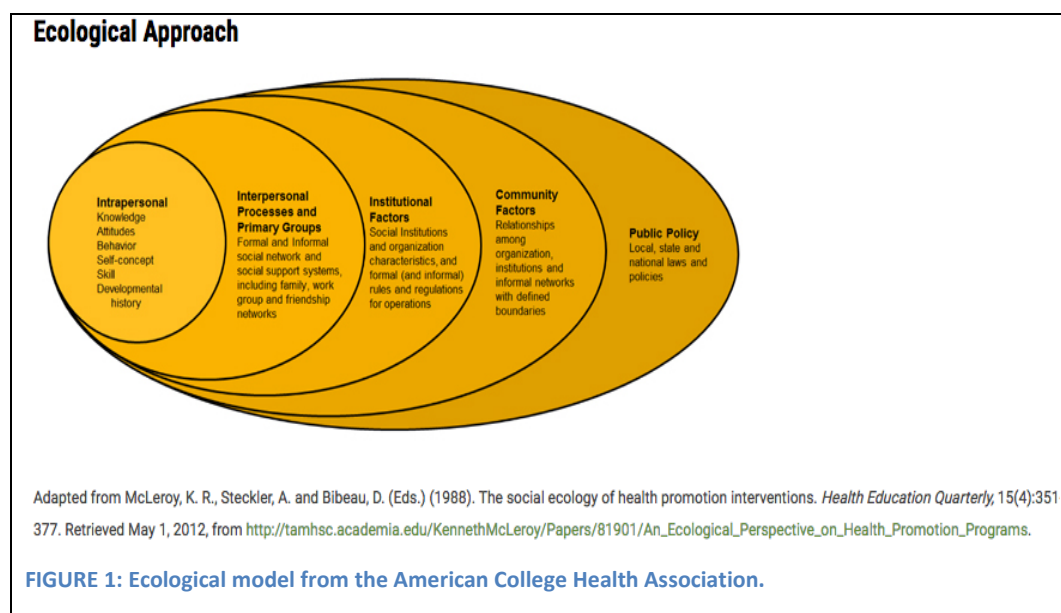 Ecological Approach
Intrapersonal
Knowledge
Attitudes
Behavior
Self-concept
Skill
Developmental
history
Interpersonal
Processes and
Primary Groups
Formal and Informal
social network and
social support systems,
including family, work
group and friendship
networks
Institutional
Factors
Social Institutions
and organization
characteristics, and
formal (and informal)
rules and regulations
for operations
Community
Factors
Relationships
among
organization,
institutions and
informal networks
with defined
boundaries
Public Policy
Local, state and
national laws and
policies
Adapted from McLeroy, K. R., Steckler, A. and Bibeau, D. (Eds.) (1988). The social ecology of health promotion interventions. Health Education Quarterly, 15(4):351-
377. Retrieved May 1, 2012, from http://tamhsc.academia.edu/KennethMcLeroy/Papers/81901/An_Ecological_Perspective_on_Health_Promotion_Programs.
FIGURE 1: Ecological model from the American College Health Association.